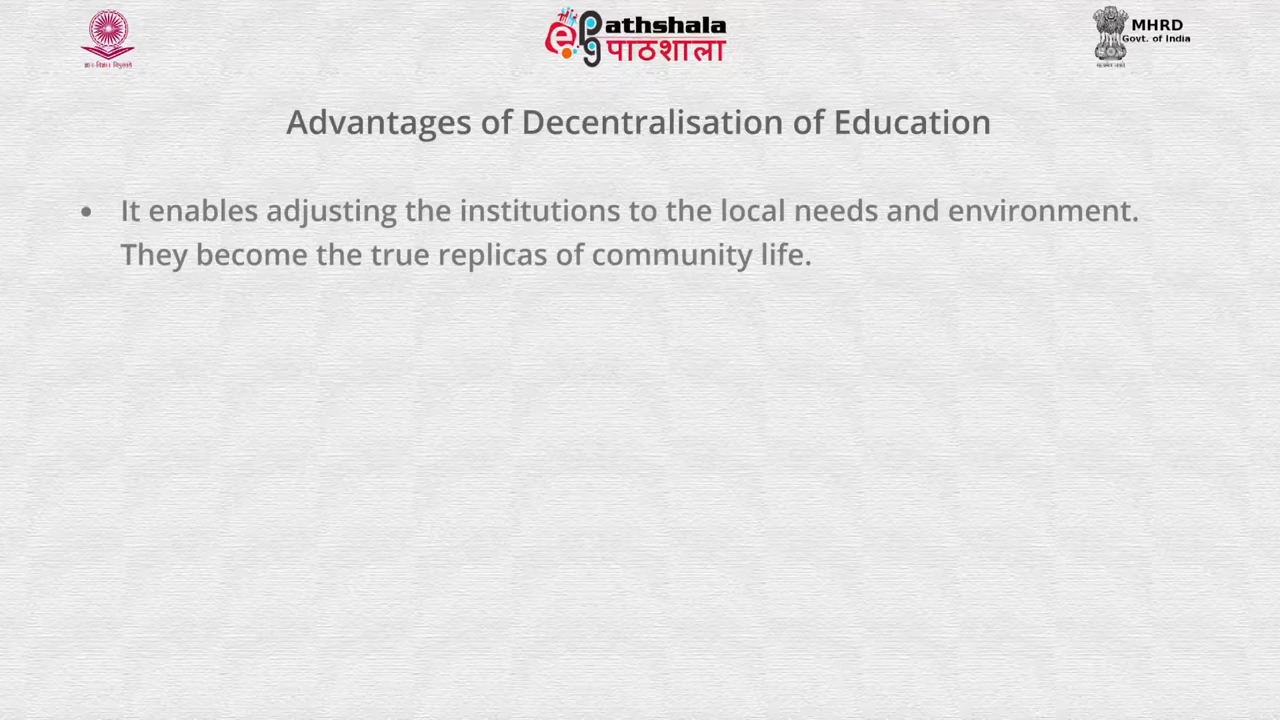 ePathshala
पाठशाला
MHRD
Govt. of India
Advantages of Decentralisation of Education
• It enables adjusting the institutions to the local needs and environment.
They become the true replicas of community life.